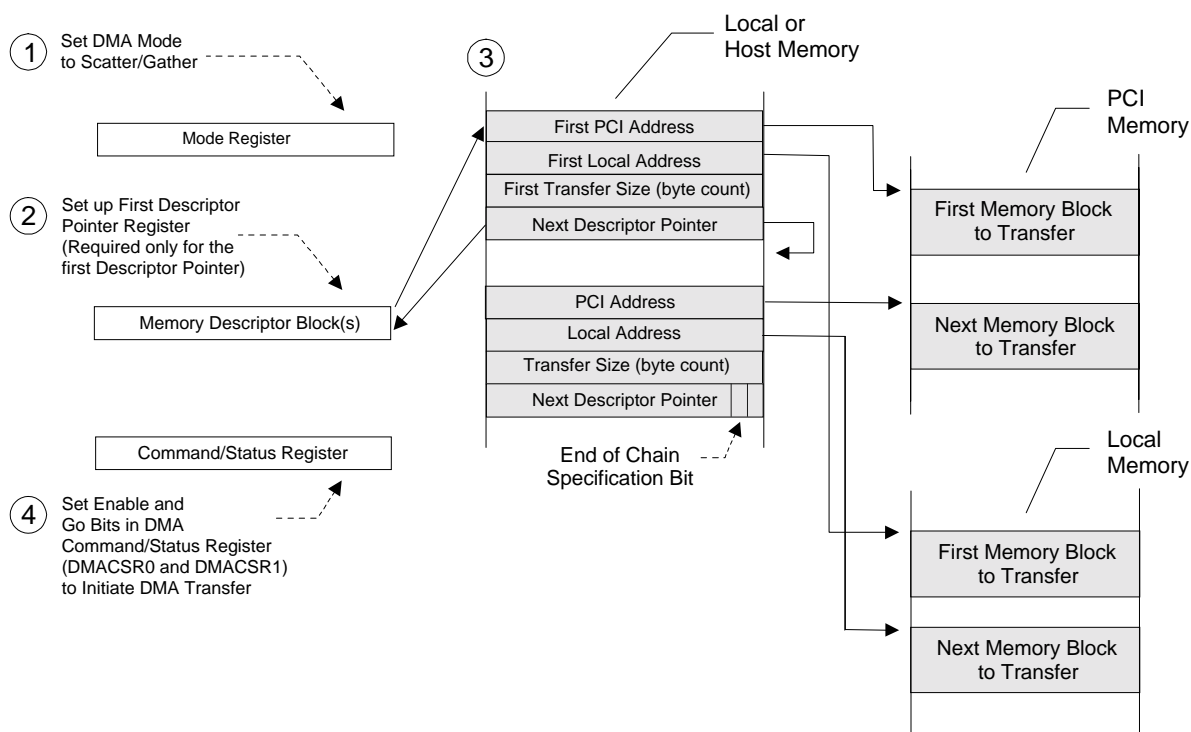 1
Set DMA Mode
to Scatter/Gather
Mode Register
2
Set up First Descriptor
Pointer Register
(Required only for the
first Descriptor Pointer)
Memory Descriptor Block(s)
Command/Status Register
4
Set Enable and
Go Bits in DMA
Command/Status Register
(DMACSR0 and DMACSR1)
to Initiate DMA Transfer
3
Local or
Host Memory
First PCI Address
First Local Address
First Transfer Size (byte count)
Next Descriptor Pointer
PCI Address
Local Address
Transfer Size (byte count)
Next Descriptor Pointer
End of Chain
Specification Bit
PCI
Memory
First Memory Block
to Transfer
Next Memory Block
to Transfer
Local
Memory
First Memory Block
to Transfer
Next Memory Block
to Transfer